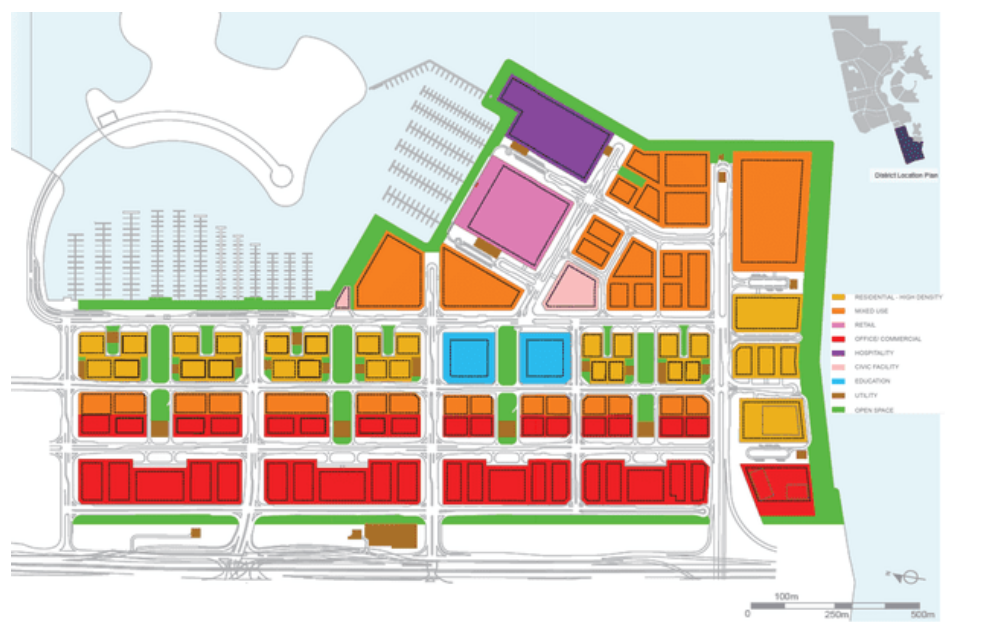 District Location Plan
RESIDENTIAL - HIGH DENSITY
MIXED USE
RETAIL
OFFICE/ COMMERCIAL
HOSPITALITY
CIVIC FACILITY
EDUCATION
UTILITY
OPEN SPACE
100m
0 250m 500m